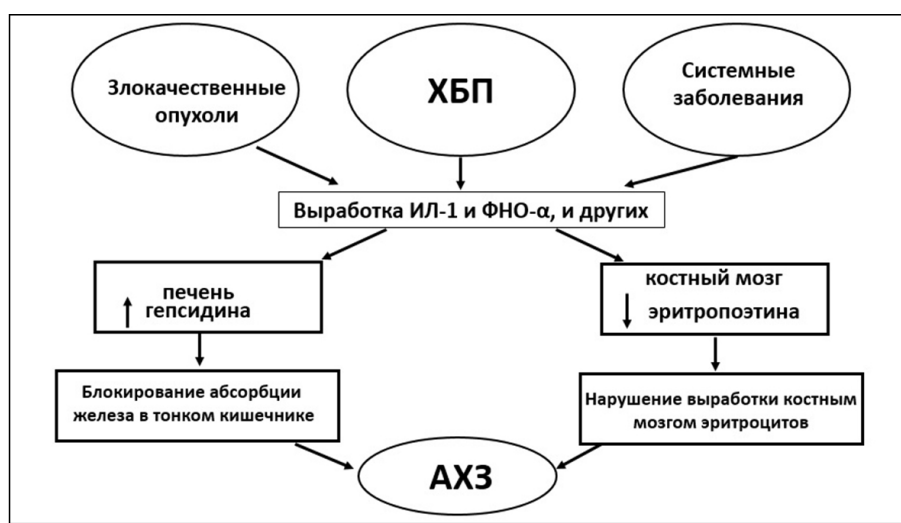 Злокачественные
опухоли
ХБП
Системные
заболевания
Выработка ИЛ-1 и ФНО-α, и других
печень
гепсидина
костный мозг
эритропоэтина
Блокирование абсорбции
железа в тонком кишечнике
Нарушение выработки костным
мозгом эритроцитов
АХЗ